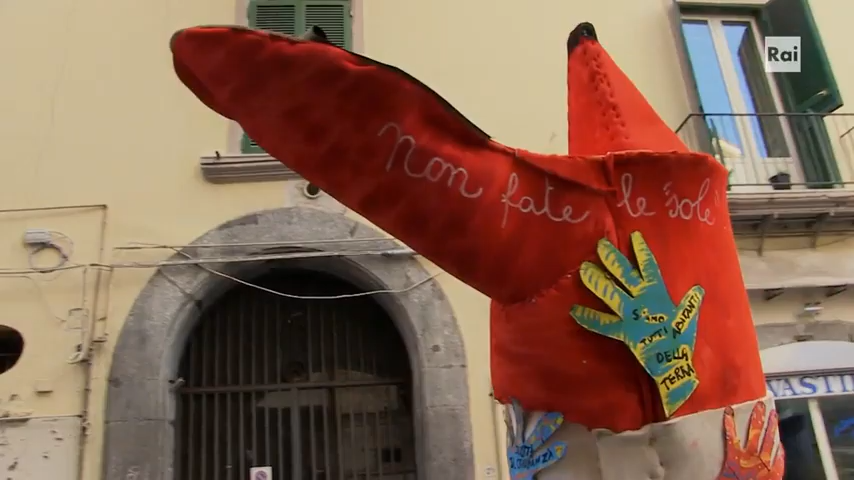 Rai
Non fate le "sole"
SIAMO
TUTTI ABITANTI
DELLA
TERRA
VASTI